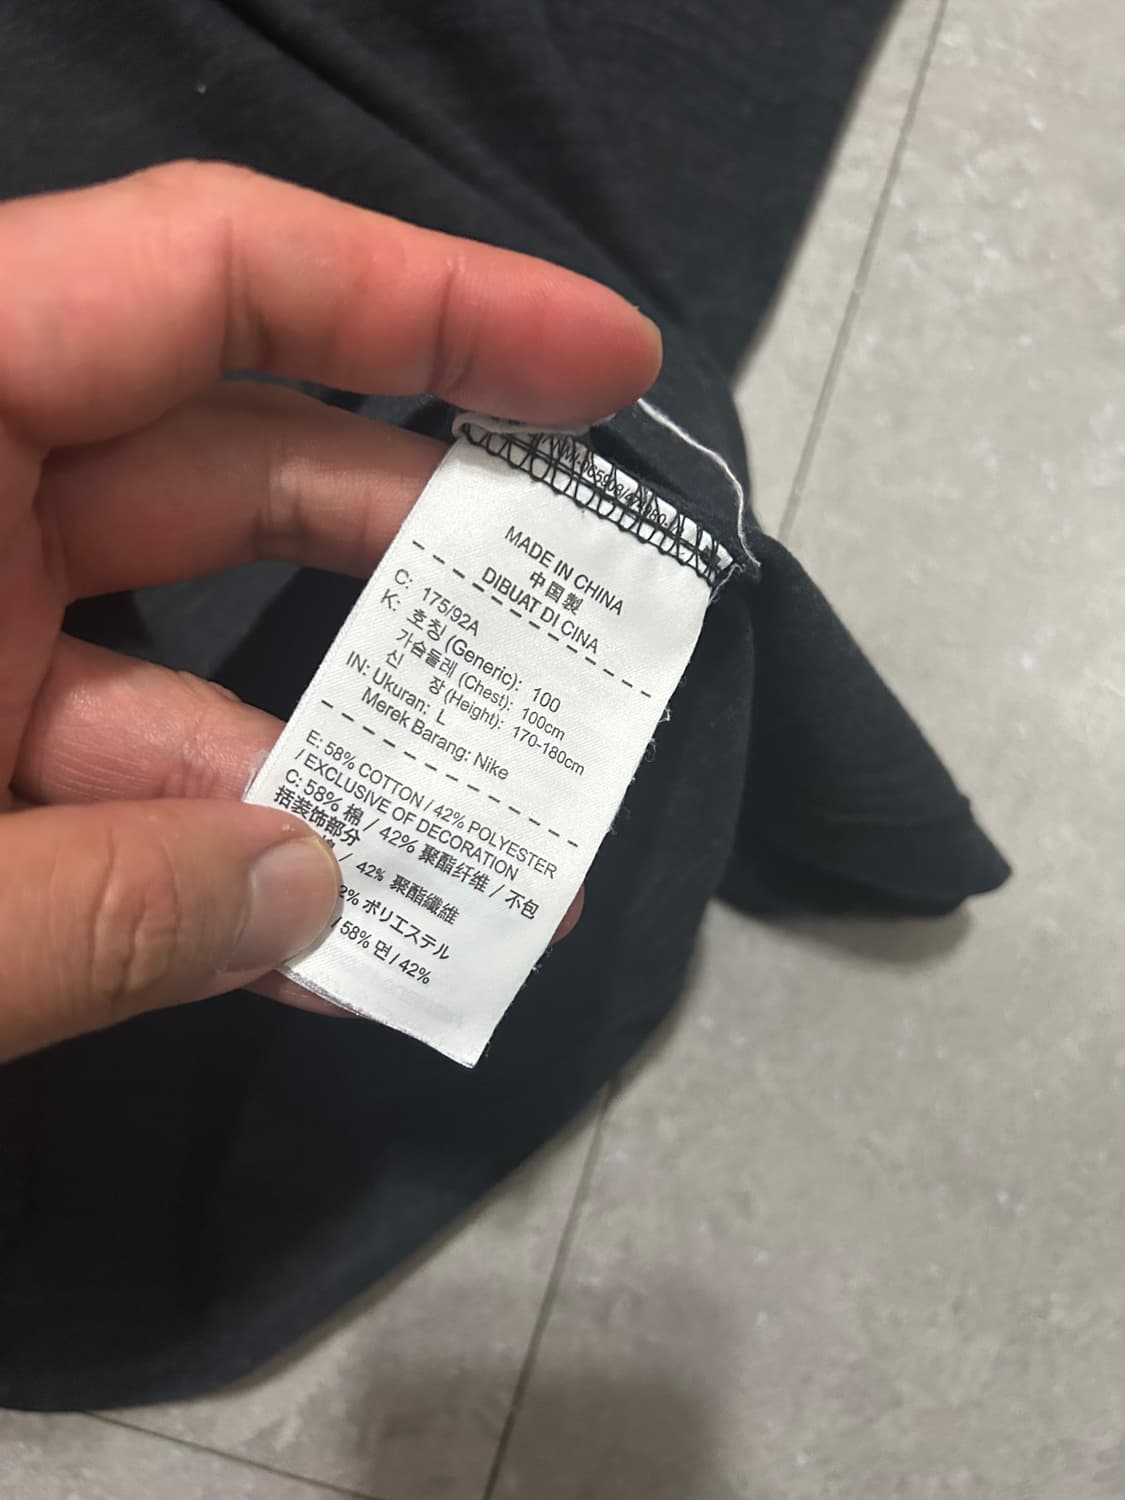 MADE IN CHINA
中国製
DIBUAT DI CINA
C: 175/92A
K: 호칭 (Generic): 100
가슴둘레 (Chest): 100cm
신 장 (Height): 170-180cm
IN: Ukuran: L
Merek Barang: Nike
E: 58% COTTON / 42% POLYESTER
/ EXCLUSIVE OF DECORATION
C: 58% 棉 / 42% 聚酯纤维 / 不包
括装饰部分
/ 42% 聚酯纖維
2% ポリエステル
/ 58% 면 / 42%